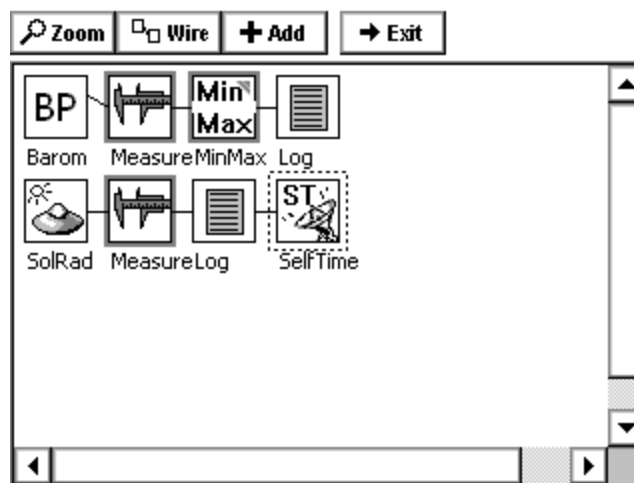 Zoom Wire Add Exit
BP Min
Max
Barom Measure MinMax Log
ST
SolRad Measure Log SelfTime